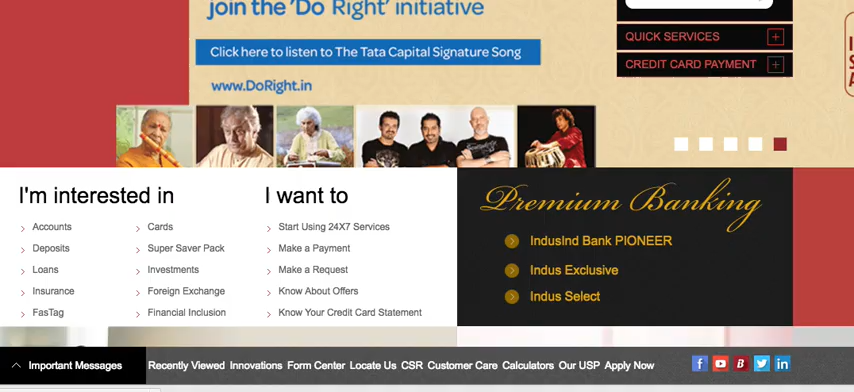 join the 'Do Right' initiative
Click here to listen to The Tata Capital Signature Song
www.DoRight.in
QUICK SERVICES
CREDIT CARD PAYMENT
I'm interested in
Accounts
Deposits
Loans
Insurance
FasTag
Cards
Super Saver Pack
Investments
Foreign Exchange
Financial Inclusion
I want to
Start Using 24X7 Services
Make a Payment
Make a Request
Know About Offers
Know Your Credit Card Statement
Premium Banking
IndusInd Bank PIONEER
Indus Exclusive
Indus Select
Important Messages
Recently Viewed Innovations Form Center Locate Us CSR Customer Care Calculators Our USP Apply Now